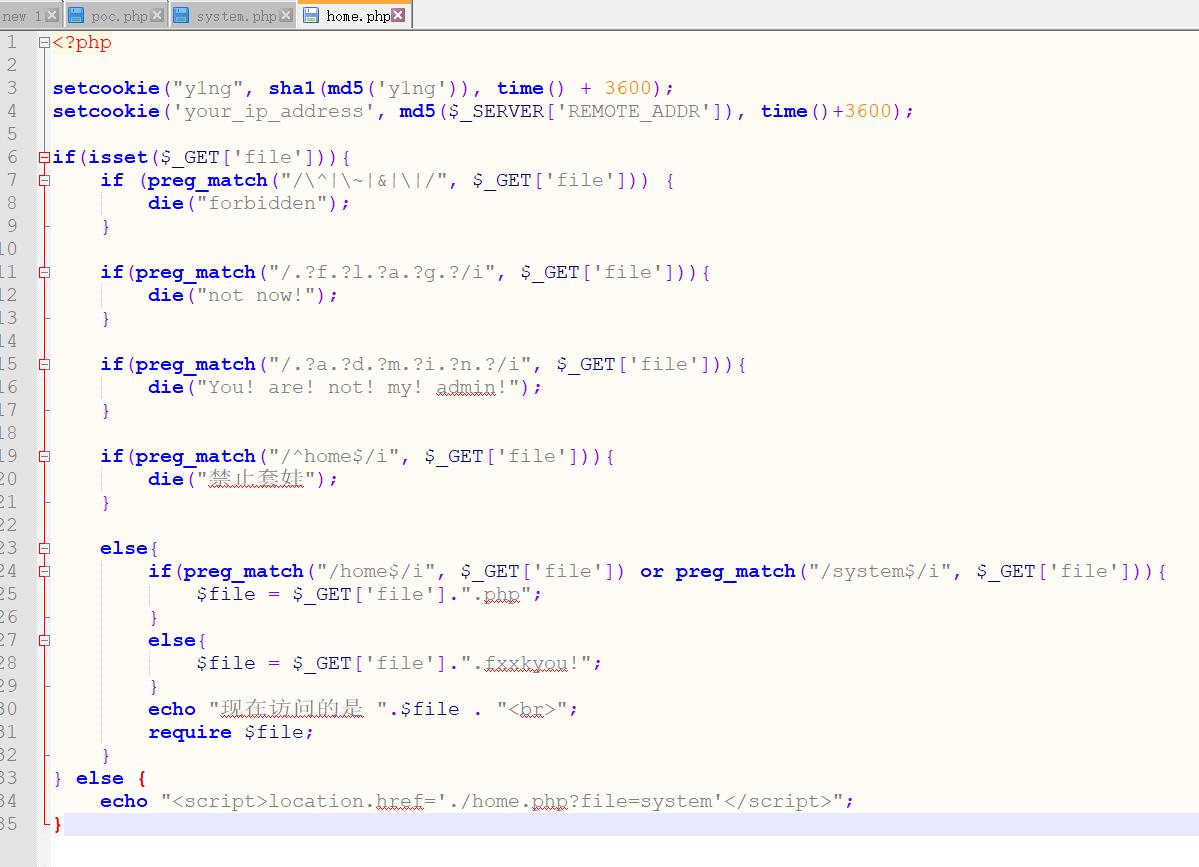 new 1 poc.php system.php home.php
1 <?php
2
3 setcookie("y1ng", sha1(md5('y1ng')), time() + 3600);
4 setcookie('your_ip_address', md5($_SERVER['REMOTE_ADDR']), time()+3600);
5
6 if(isset($_GET['file'])){
7 if (preg_match("/\^|\~|&|\|/", $_GET['file'])) {
8 die("forbidden");
9 }
10
11 if(preg_match("/.?f.?l.?a.?g.?/i", $_GET['file'])){
12 die("not now!");
13 }
14
15 if(preg_match("/.?a.?d.?m.?i.?n.?/i", $_GET['file'])){
16 die("You! are! not! my! admin!");
17 }
18
19 if(preg_match("/^home$/i", $_GET['file'])){
20 die("禁止套娃");
21 }
22
23 else{
24 if(preg_match("/home$/i", $_GET['file']) or preg_match("/system$/i", $_GET['file'])){
25 $file = $_GET['file'].".php";
26 }
27 else{
28 $file = $_GET['file'].".fxxkyou!";
29 }
30 echo "现在访问的是 ".$file . "<br>";
31 require $file;
32 }
33 } else {
34 echo "<script>location.href='./home.php?file=system'</script>";
35 }